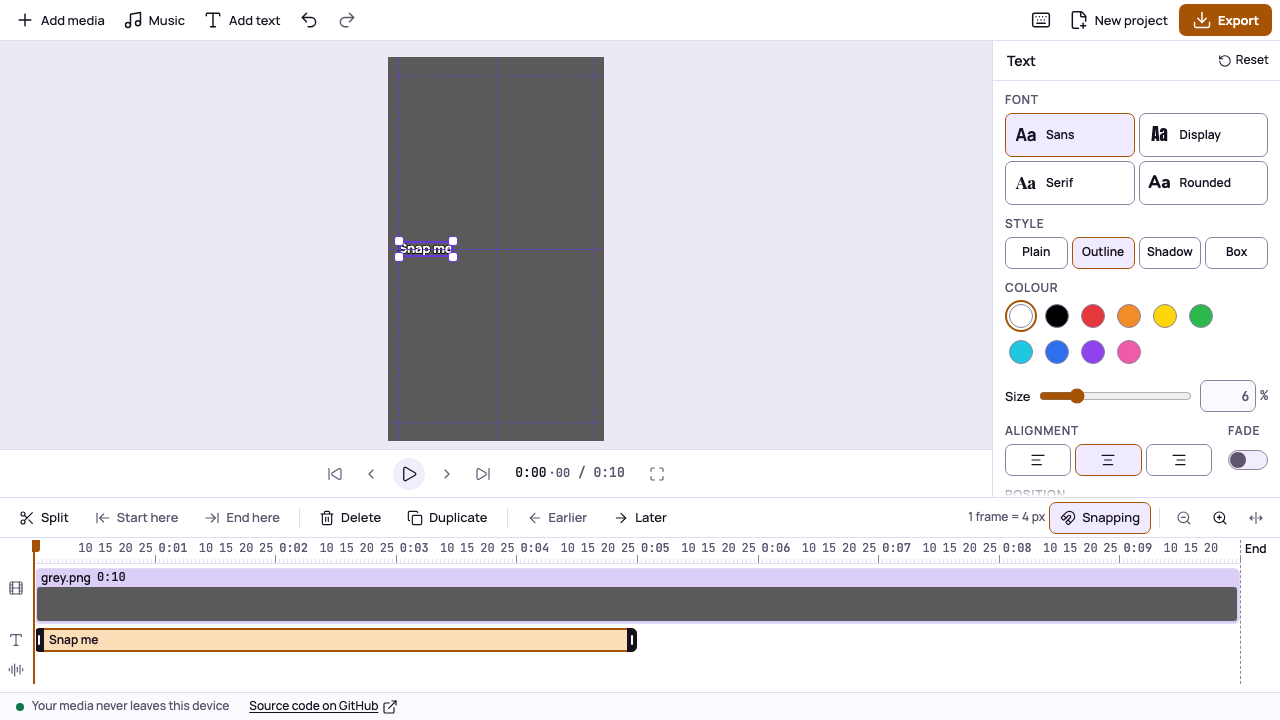 Add media
Music
Add text
New project
Export
Text
Reset
FONT
Aa Sans
Aa Display
Aa Serif
Aa Rounded
STYLE
Plain
Outline
Shadow
Box
COLOUR
Size
6 %
ALIGNMENT
FADE
POSITION
Snap me
0:00·00 / 0:10
Split
Start here
End here
Delete
Duplicate
Earlier
Later
1 frame = 4 px
Snapping
10 15 20 25 0:01 10 15 20 25 0:02 10 15 20 25 0:03 10 15 20 25 0:04 10 15 20 25 0:05 10 15 20 25 0:06 10 15 20 25 0:07 10 15 20 25 0:08 10 15 20 25 0:09 10 15 20 End
grey.png 0:10
Snap me
Your media never leaves this device
Source code on GitHub